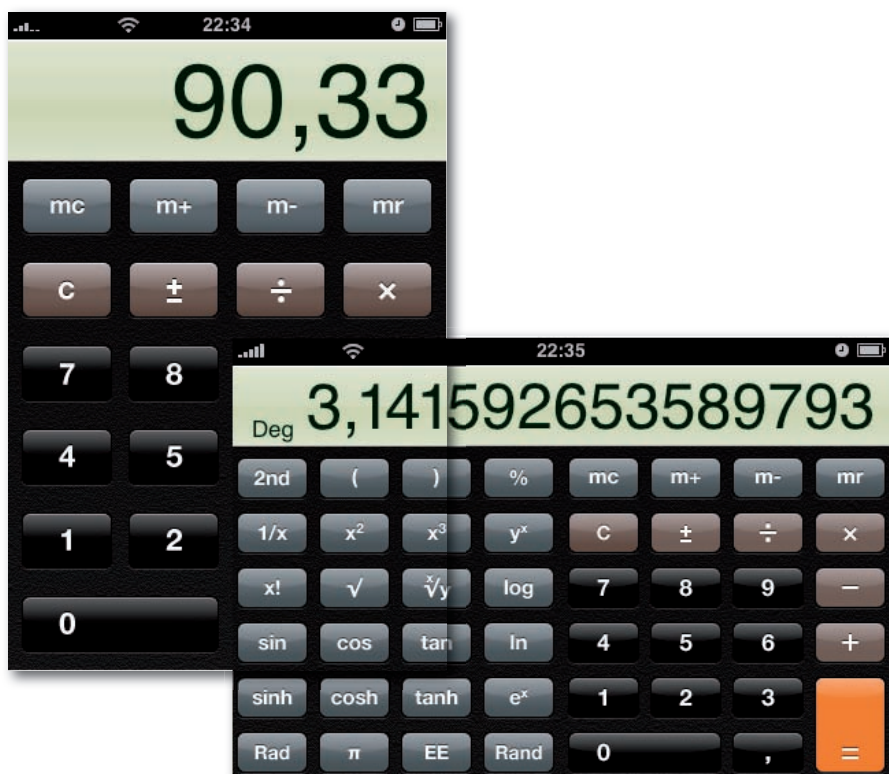 22:34
90,33
mc m+ m- mr
C ± ÷ ×
7 8
4 5
1 2
0
22:35
Deg 3,141592653589793
2nd ( ) % mc m+ m- mr
1/x x² x³ yˣ C ± ÷ ×
x! √ ˣ√y log 7 8 9 −
sin cos tan ln 4 5 6 +
sinh cosh tanh eˣ 1 2 3
Rad π EE Rand 0 , =